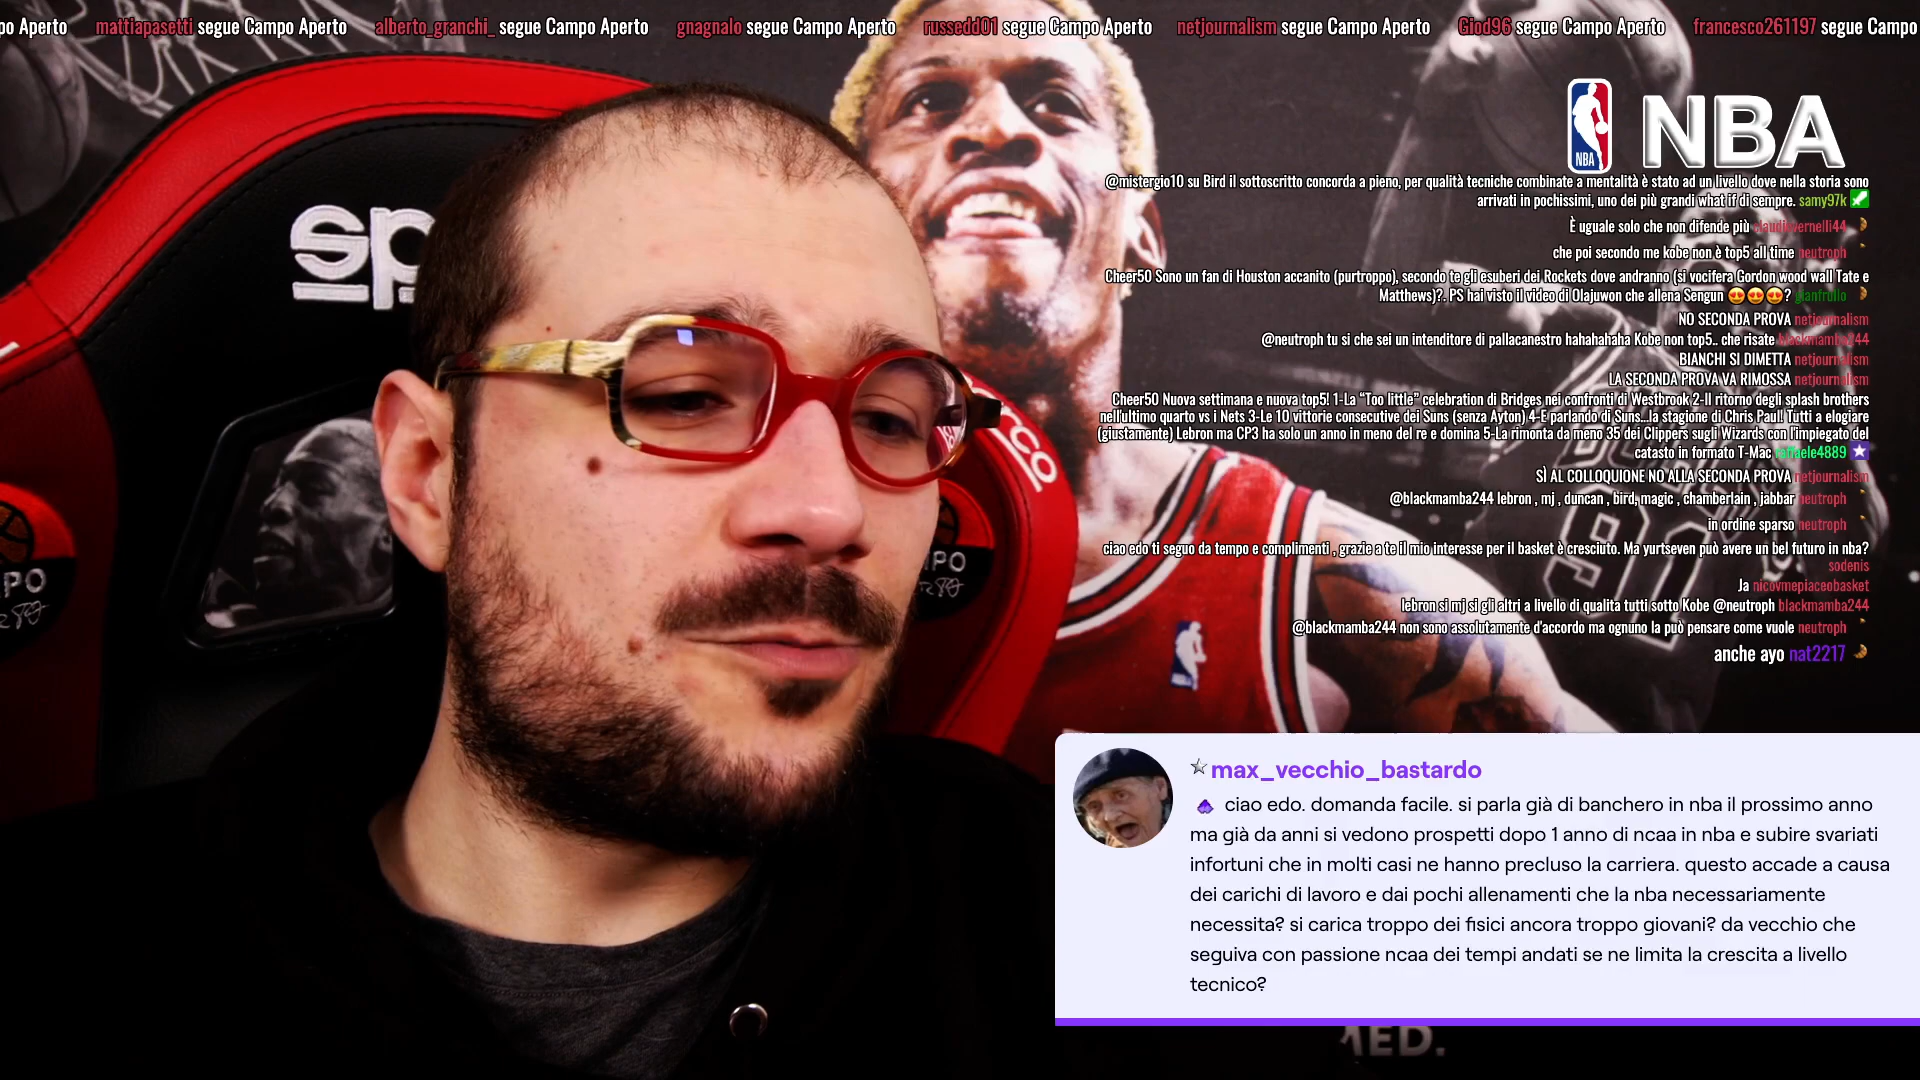 po Aperto mattiapasetti segue Campo Aperto alberto_granchi_ segue Campo Aperto gnagnalo segue Campo Aperto russedd01 segue Campo Aperto netjournalism segue Campo Aperto Giod96 segue Campo Aperto francesco261197 segue Campo
NBA NBA
@mistergio10 su Bird il sottoscritto concorda a pieno, per qualità tecniche combinate a mentalità è stato ad un livello dove nella storia sono
arrivati in pochissimi, uno dei più grandi what if di sempre. samy97k
È uguale solo che non difende più claudiovernelli44
che poi secondo me kobe non è top5 all time neutroph
Cheer50 Sono un fan di Houston accanito (purtroppo), secondo te gli esuberi dei Rockets dove andranno (si vocifera Gordon wood wall Tate e
Matthews)?. PS hai visto il video di Olajuwon che allena Sengun 😍😍😍? gianfrullo
NO SECONDA PROVA netjournalism
@neutroph tu si che sei un intenditore di pallacanestro hahahahaha Kobe non top5.. che risate blackmamba244
BIANCHI SI DIMETTA netjournalism
LA SECONDA PROVA VA RIMOSSA netjournalism
Cheer50 Nuova settimana e nuova top5! 1-La “Too little” celebration di Bridges nei confronti di Westbrook 2-Il ritorno degli splash brothers
nell'ultimo quarto vs i Nets 3-Le 10 vittorie consecutive dei Suns (senza Ayton) 4-E parlando di Suns...la stagione di Chris Paul! Tutti a elogiare
(giustamente) Lebron ma CP3 ha solo un anno in meno del re e domina 5-La rimonta da meno 35 dei Clippers sugli Wizards con l'impiegato del
catasto in formato T-Mac raffaele4889
SÌ AL COLLOQUIONE NO ALLA SECONDA PROVA netjournalism
@blackmamba244 lebron , mj , duncan , bird, magic , chamberlain , jabbar neutroph
in ordine sparso neutroph
ciao edo ti seguo da tempo e complimenti , grazie a te il mio interesse per il basket è cresciuto. Ma yurtseven può avere un bel futuro in nba?
sodenis
Ja nicovmepiaceobasket
lebron si mj si gli altri a livello di qualita tutti sotto Kobe @neutroph blackmamba244
@blackmamba244 non sono assolutamente d'accordo ma ognuno la può pensare come vuole neutroph
anche ayo nat2217
sp
RCO
MPO
MPO
91
max_vecchio_bastardo
ciao edo. domanda facile. si parla già di banchero in nba il prossimo anno
ma già da anni si vedono prospetti dopo 1 anno di ncaa in nba e subire svariati
infortuni che in molti casi ne hanno precluso la carriera. questo accade a causa
dei carichi di lavoro e dai pochi allenamenti che la nba necessariamente
necessita? si carica troppo dei fisici ancora troppo giovani? da vecchio che
seguiva con passione ncaa dei tempi andati se ne limita la crescita a livello
tecnico?